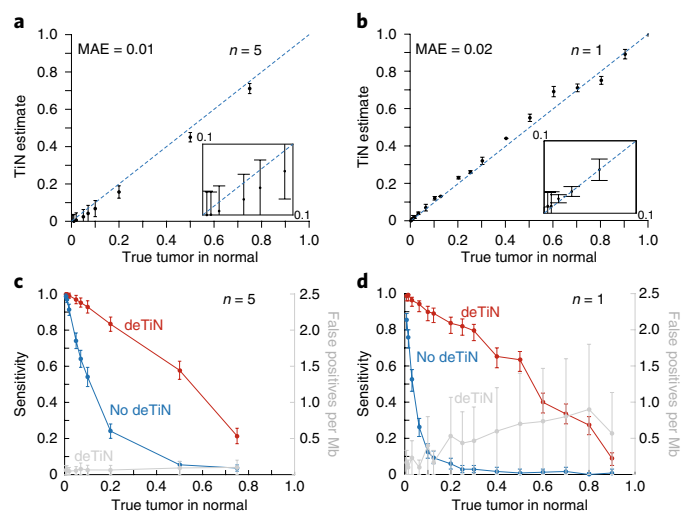 a
MAE = 0.01
n = 5
TiN estimate
1.0
0.8
0.6
0.4
0.2
0
0.1
0.1
0
0.2
0.4
0.6
0.8
1.0
True tumor in normal
b
MAE = 0.02
n = 1
TiN estimate
1.0
0.8
0.6
0.4
0.2
0
0.1
0.1
0
0.2
0.4
0.6
0.8
1.0
True tumor in normal
c
n = 5
deTiN
No deTiN
deTiN
Sensitivity
1.0
0.8
0.6
0.4
0.2
0
2.5
2.0
1.5
1.0
0.5
False positives per Mb
0
0.2
0.4
0.6
0.8
1.0
True tumor in normal
d
n = 1
deTiN
No deTiN
deTiN
Sensitivity
1.0
0.8
0.6
0.4
0.2
0
2.5
2.0
1.5
1.0
0.5
False positives per Mb
0
0.2
0.4
0.6
0.8
1.0
True tumor in normal